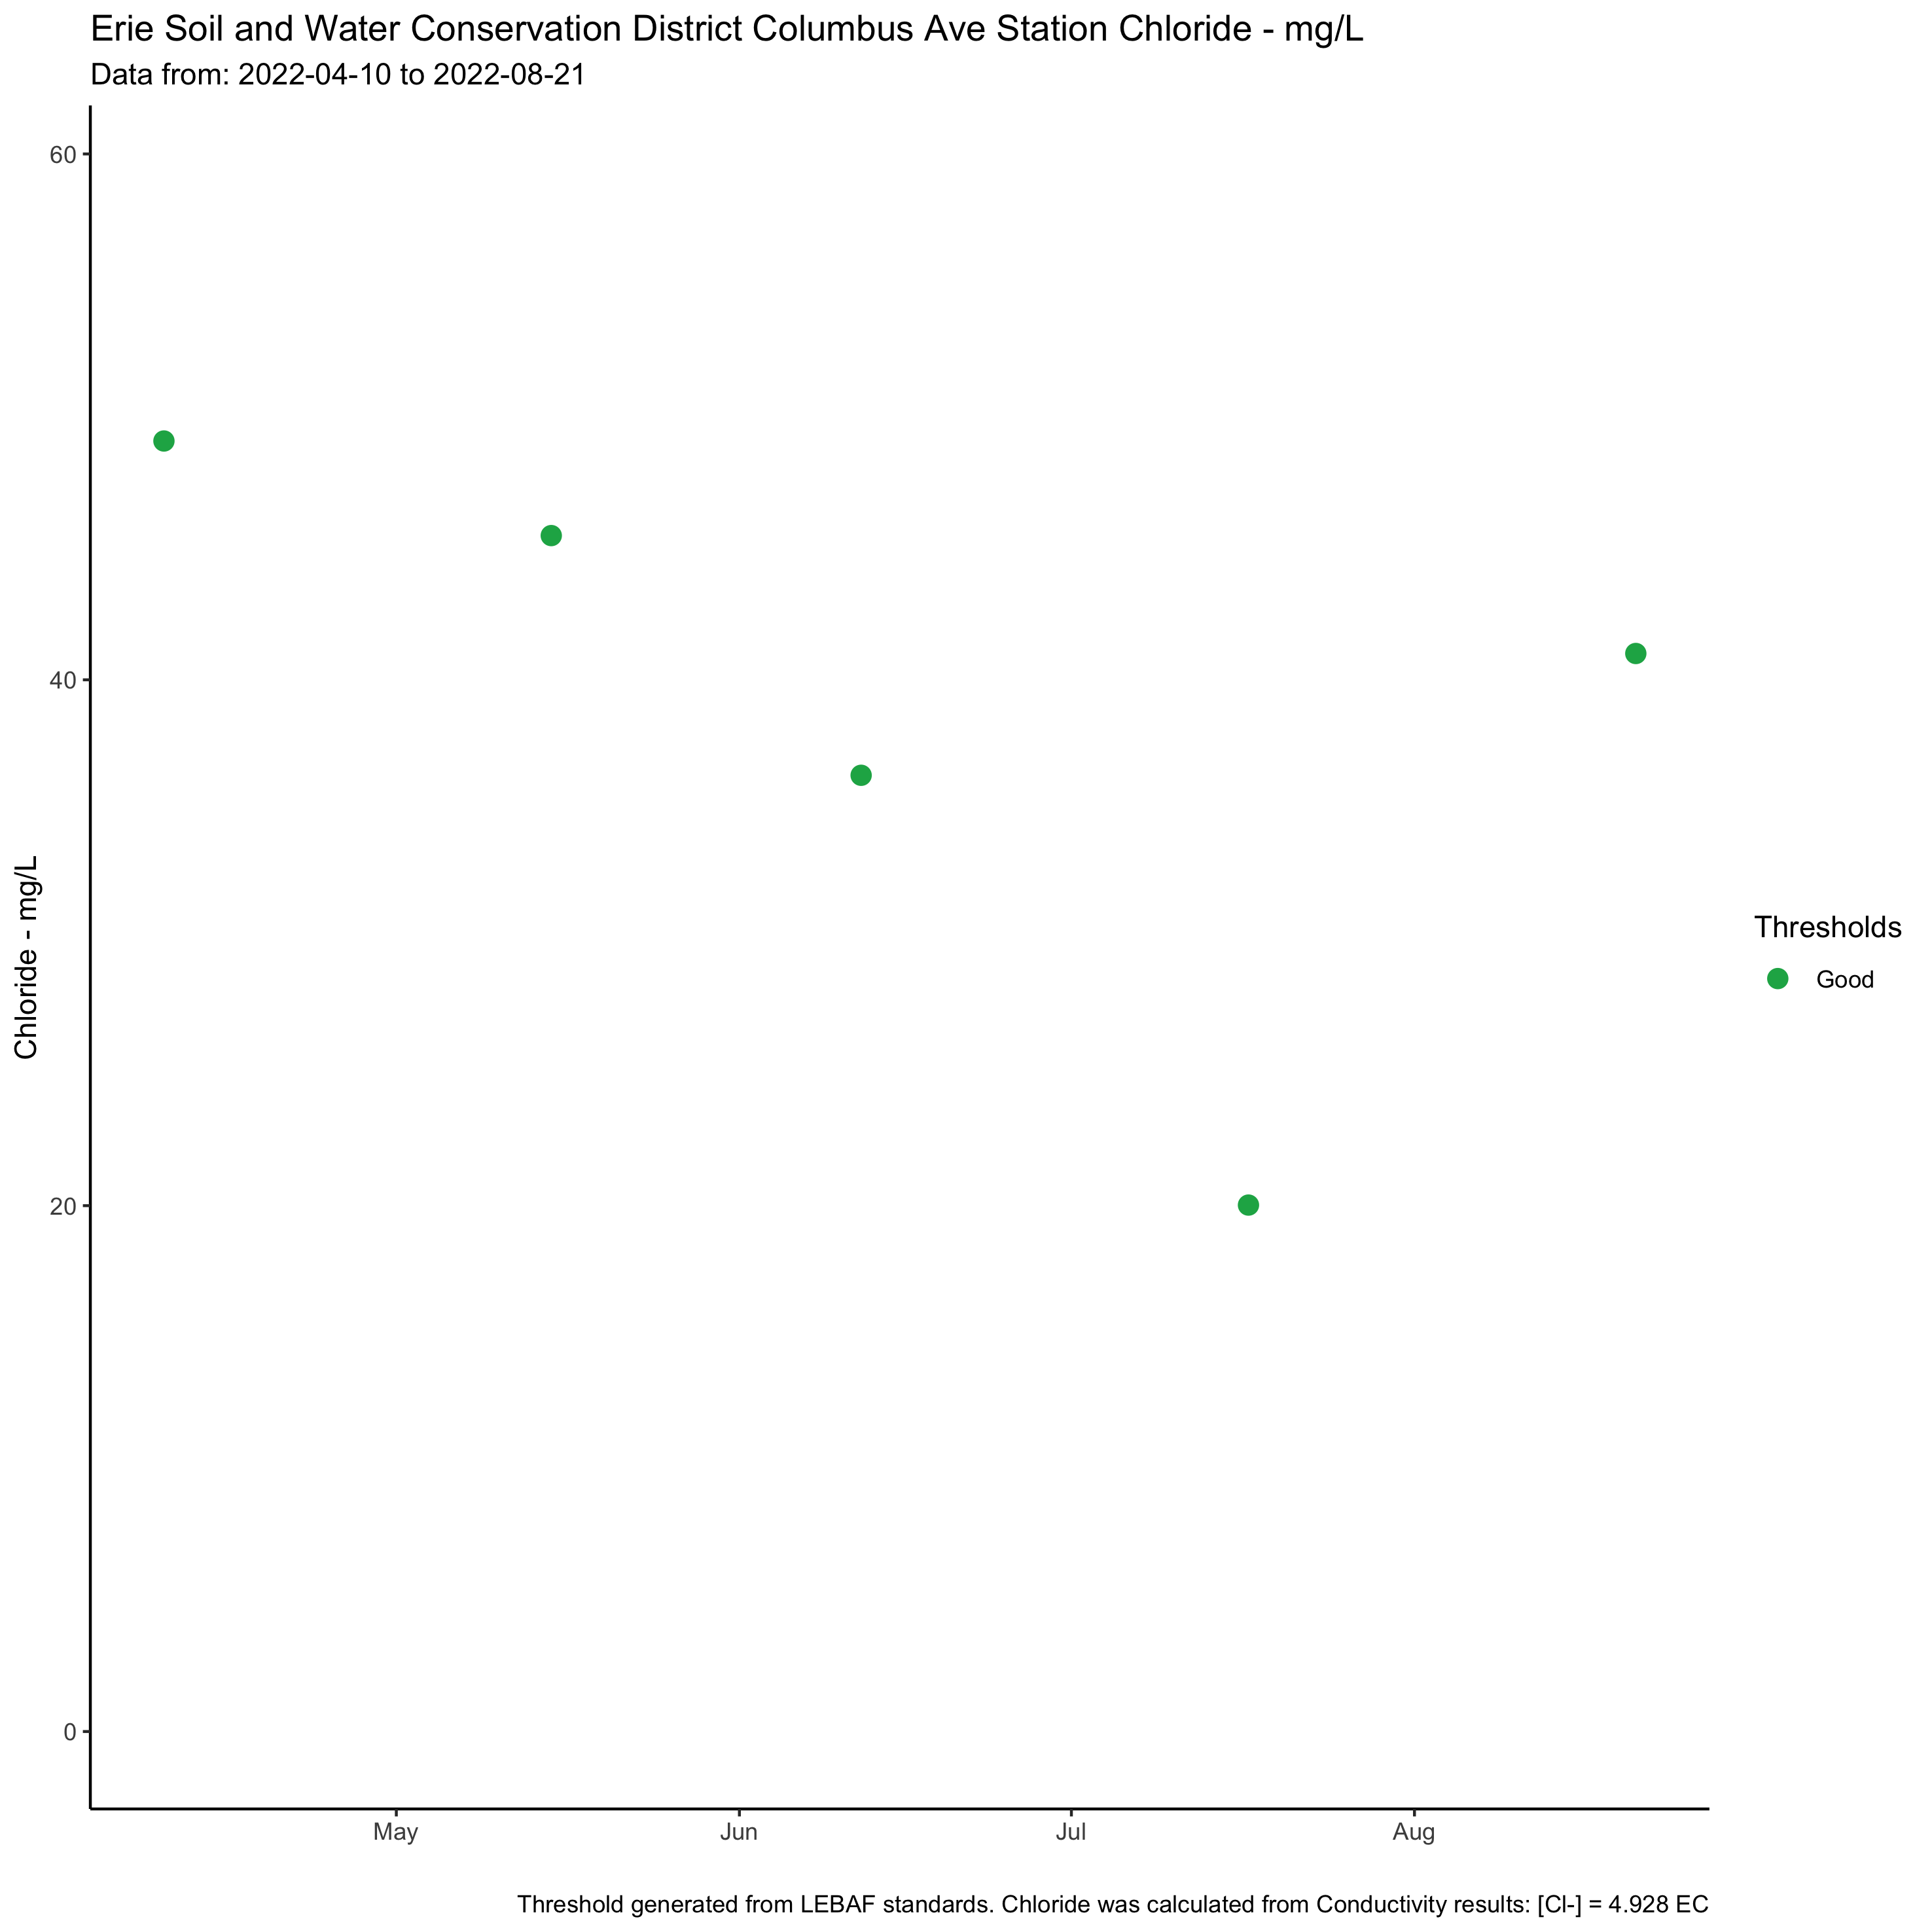 Erie Soil and Water Conservation District Columbus Ave Station Chloride - mg/L
Data from: 2022-04-10 to 2022-08-21
60
40
20
0
Chloride - mg/L
May
Jun
Jul
Aug
Thresholds
Good
Threshold generated from LEBAF standards. Chloride was calculated from Conductivity results: [Cl-] = 4.928 EC